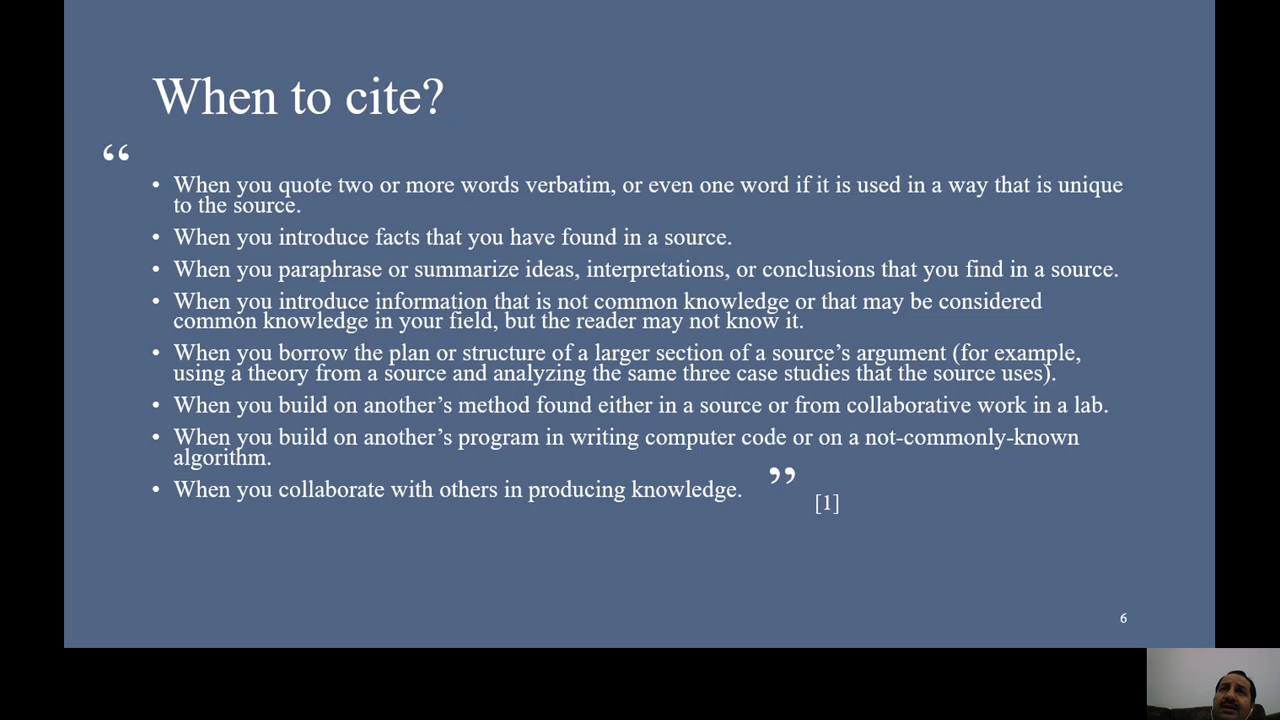 When to cite?
“
• When you quote two or more words verbatim, or even one word if it is used in a way that is unique
to the source.
• When you introduce facts that you have found in a source.
• When you paraphrase or summarize ideas, interpretations, or conclusions that you find in a source.
• When you introduce information that is not common knowledge or that may be considered
common knowledge in your field, but the reader may not know it.
• When you borrow the plan or structure of a larger section of a source’s argument (for example,
using a theory from a source and analyzing the same three case studies that the source uses).
• When you build on another’s method found either in a source or from collaborative work in a lab.
• When you build on another’s program in writing computer code or on a not-commonly-known
algorithm.
• When you collaborate with others in producing knowledge. ”
[1]
6